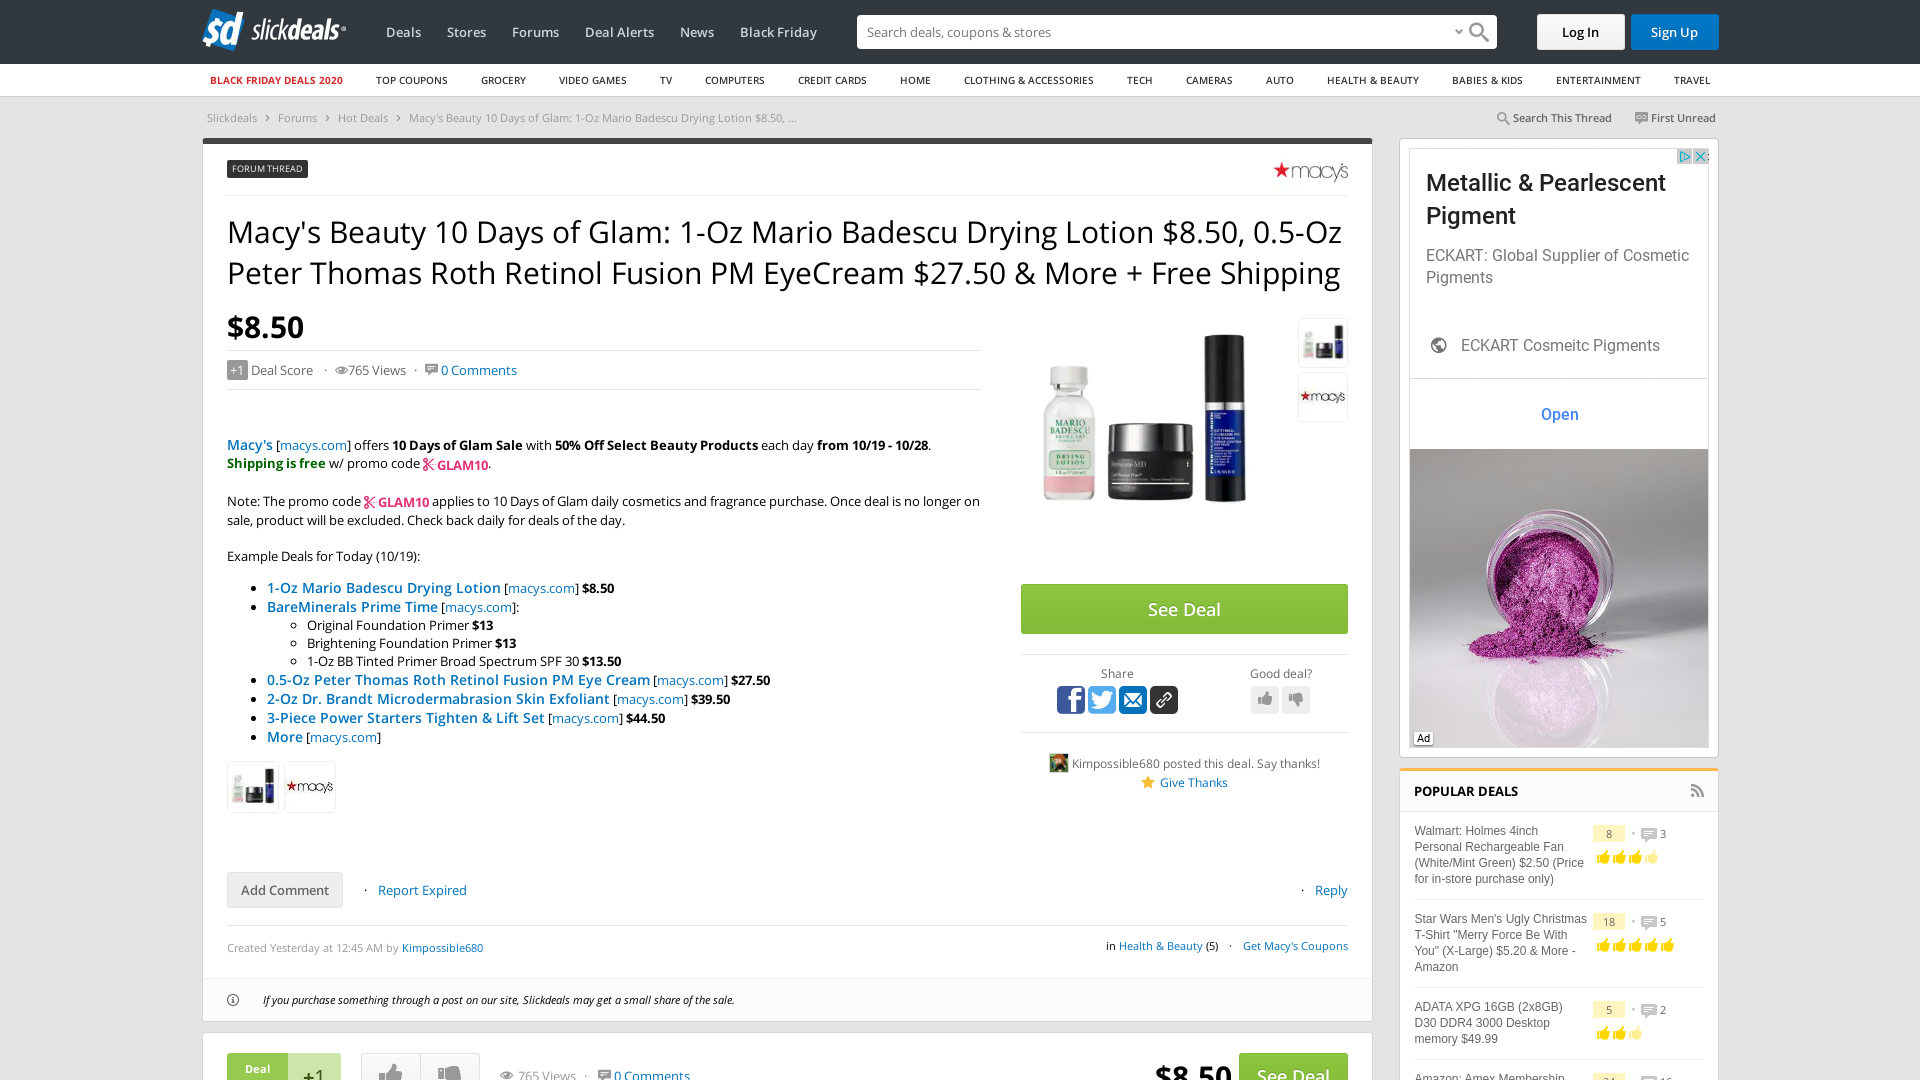 slickdeals
Deals
Stores
Forums
Deal Alerts
News
Black Friday
Search deals, coupons & stores
Log In
Sign Up
BLACK FRIDAY DEALS 2020
TOP COUPONS
GROCERY
VIDEO GAMES
TV
COMPUTERS
CREDIT CARDS
HOME
CLOTHING & ACCESSORIES
TECH
CAMERAS
AUTO
HEALTH & BEAUTY
BABIES & KIDS
ENTERTAINMENT
TRAVEL
Slickdeals > Forums > Hot Deals > Macy's Beauty 10 Days of Glam: 1-Oz Mario Badescu Drying Lotion $8.50, ...
Search This Thread
First Unread
FORUM THREAD
macy's
Macy's Beauty 10 Days of Glam: 1-Oz Mario Badescu Drying Lotion $8.50, 0.5-Oz
Peter Thomas Roth Retinol Fusion PM EyeCream $27.50 & More + Free Shipping
$8.50
+1 Deal Score · 765 Views · 0 Comments
Macy's [macys.com] offers 10 Days of Glam Sale with 50% Off Select Beauty Products each day from 10/19 - 10/28.
Shipping is free w/ promo code GLAM10.
Note: The promo code GLAM10 applies to 10 Days of Glam daily cosmetics and fragrance purchase. Once deal is no longer on
sale, product will be excluded. Check back daily for deals of the day.
Example Deals for Today (10/19):
1-Oz Mario Badescu Drying Lotion [macys.com] $8.50
BareMinerals Prime Time [macys.com]:
Original Foundation Primer $13
Brightening Foundation Primer $13
1-Oz BB Tinted Primer Broad Spectrum SPF 30 $13.50
0.5-Oz Peter Thomas Roth Retinol Fusion PM Eye Cream [macys.com] $27.50
2-Oz Dr. Brandt Microdermabrasion Skin Exfoliant [macys.com] $39.50
3-Piece Power Starters Tighten & Lift Set [macys.com] $44.50
More [macys.com]
macy's
MARIO
BADESCU
DRYING
LOTION
macy's
See Deal
Share
Good deal?
Kimpossible680 posted this deal. Say thanks!
Give Thanks
Add Comment · Report Expired
· Reply
Created Yesterday at 12:45 AM by Kimpossible680
in Health & Beauty (5) · Get Macy's Coupons
If you purchase something through a post on our site, Slickdeals may get a small share of the sale.
Deal
+1
765 Views · 0 Comments
$8.50
See Deal
Metallic & Pearlescent
Pigment
ECKART: Global Supplier of Cosmetic
Pigments
ECKART Cosmeitc Pigments
Open
Ad
POPULAR DEALS
Walmart: Holmes 4inch
Personal Rechargeable Fan
(White/Mint Green) $2.50 (Price
for in-store purchase only)
8 · 3
Star Wars Men's Ugly Christmas
T-Shirt "Merry Force Be With
You" (X-Large) $5.20 & More -
Amazon
18 · 5
ADATA XPG 16GB (2x8GB)
D30 DDR4 3000 Desktop
memory $49.99
5 · 2
Amazon: Amex Membership